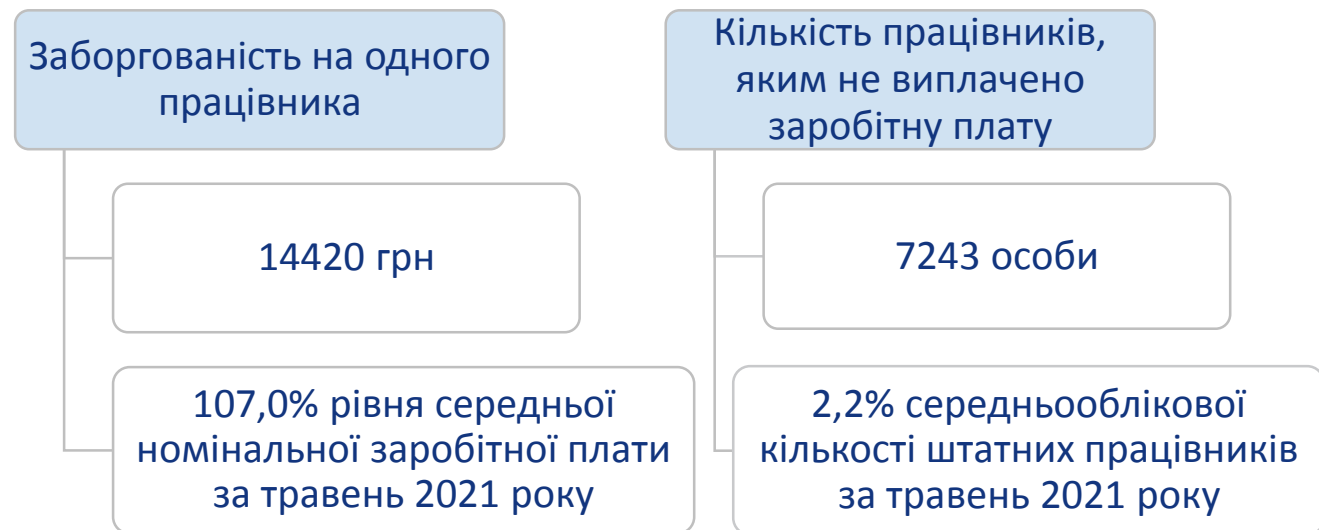 Заборгованість на одного
працівника
14420 грн
107,0% рівня середньої
номінальної заробітної плати
за травень 2021 року
Кількість працівників,
яким не виплачено
заробітну плату
7243 особи
2,2% середньооблікової
кількості штатних працівників
за травень 2021 року